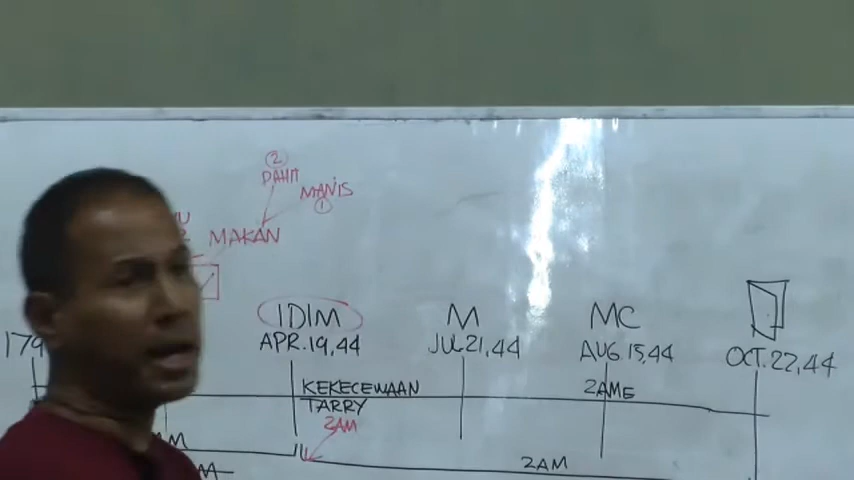 ②
PAHIT
MANIS
①
MAKAN
IDIM
M
MC
179
APR.19,44
JUL.21,44
AUG.15,44
OCT.22,44
KEKECEWAAN
2AME
TARRY
2AM
2AM